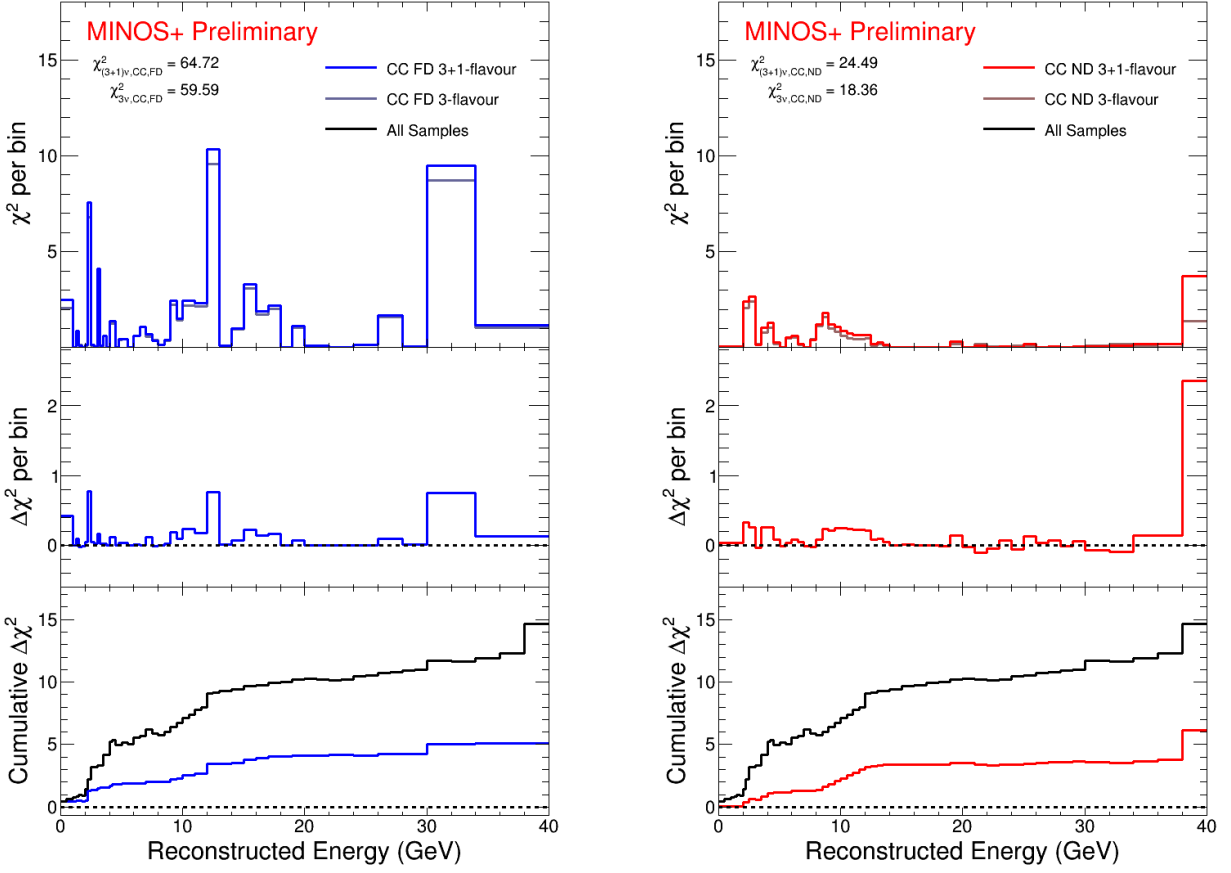 MINOS+ Preliminary
χ²(3+1)ν,CC,FD = 64.72
χ²3ν,CC,FD = 59.59
CC FD 3+1-flavour
CC FD 3-flavour
All Samples
χ² per bin
15
10
5
Δχ² per bin
2
1
0
Cumulative Δχ²
15
10
5
0
0 10 20 30 40
Reconstructed Energy (GeV)
MINOS+ Preliminary
χ²(3+1)ν,CC,ND = 24.49
χ²3ν,CC,ND = 18.36
CC ND 3+1-flavour
CC ND 3-flavour
All Samples
χ² per bin
15
10
5
Δχ² per bin
2
1
0
Cumulative Δχ²
15
10
5
0
0 10 20 30 40
Reconstructed Energy (GeV)